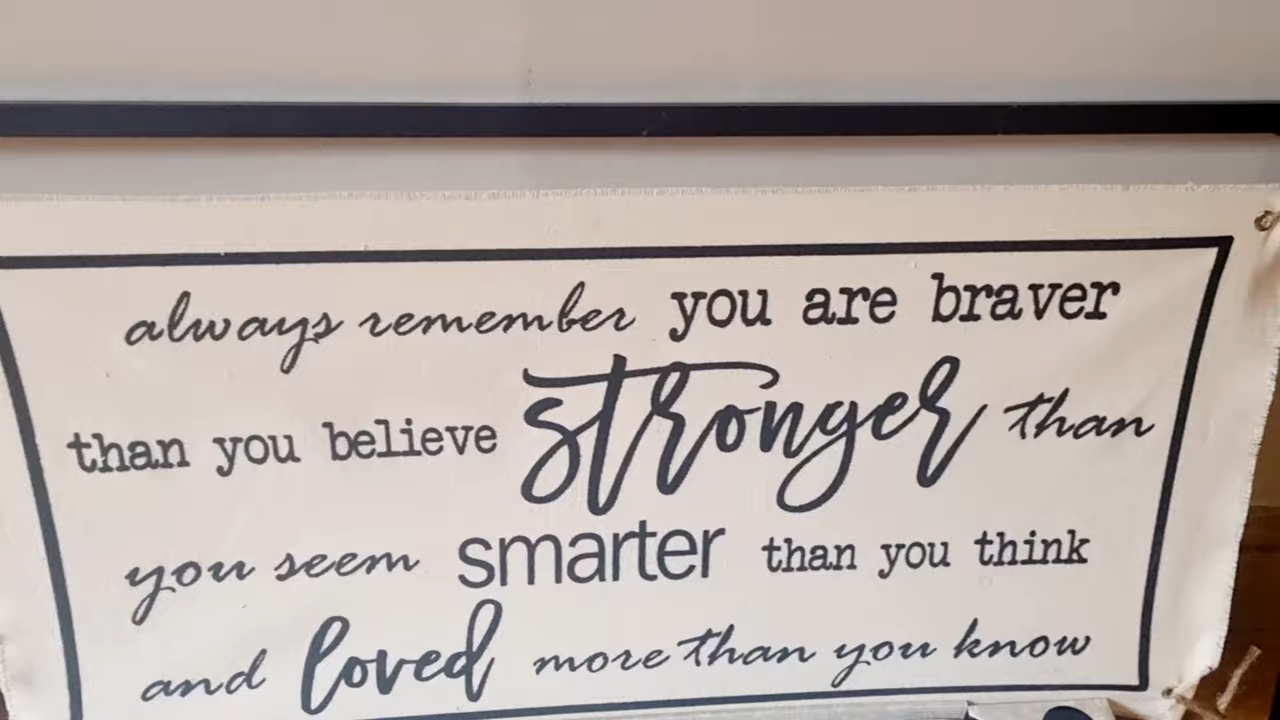 always remember you are braver
than you believe stronger than
you seem smarter than you think
and loved more than you know